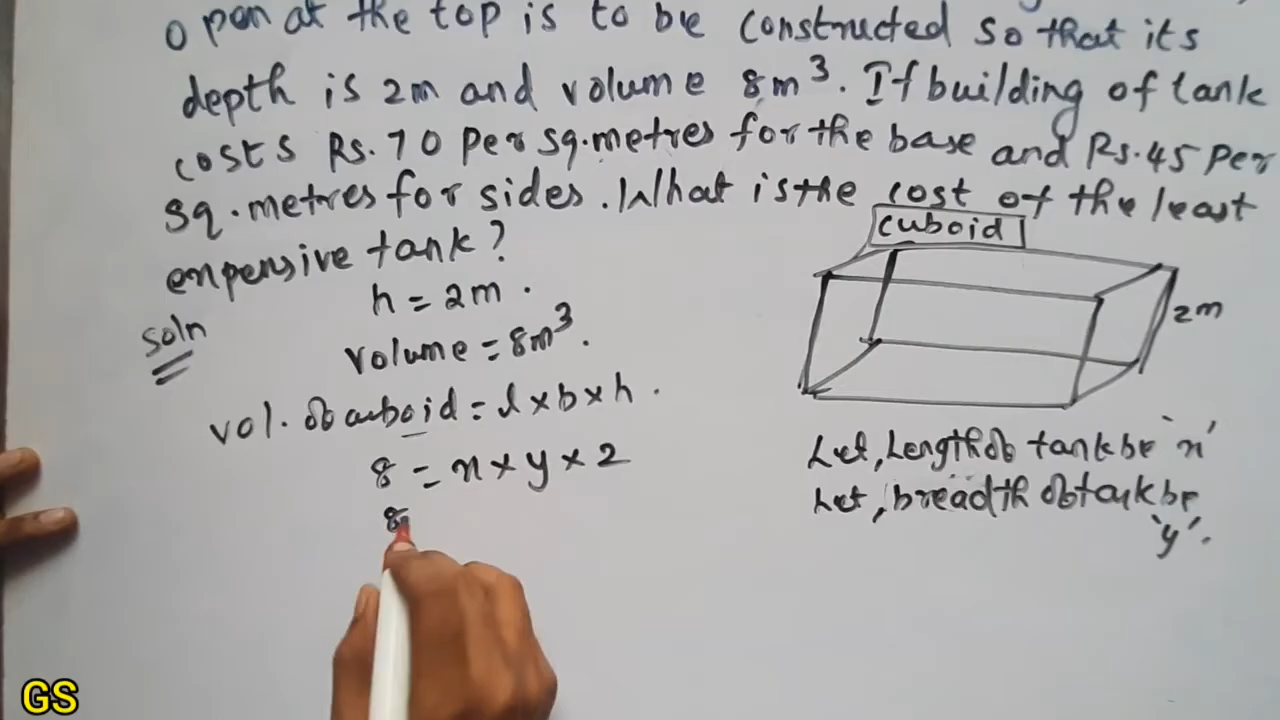 open at the top is to be constructed so that its
depth is 2m and volume 8m³. If building of tank
costs Rs.70 per sq.metres for the base and Rs.45 per
sq.metres for sides. What is the cost of the least
expensive tank?
cuboid
h = 2m.
2m
soln
volume = 8m³.
vol. of cuboid = l × b × h.
Let, Length of tank be 'x'
8 = x × y × 2
Let, breadth of tank be
'y'.
8
GS